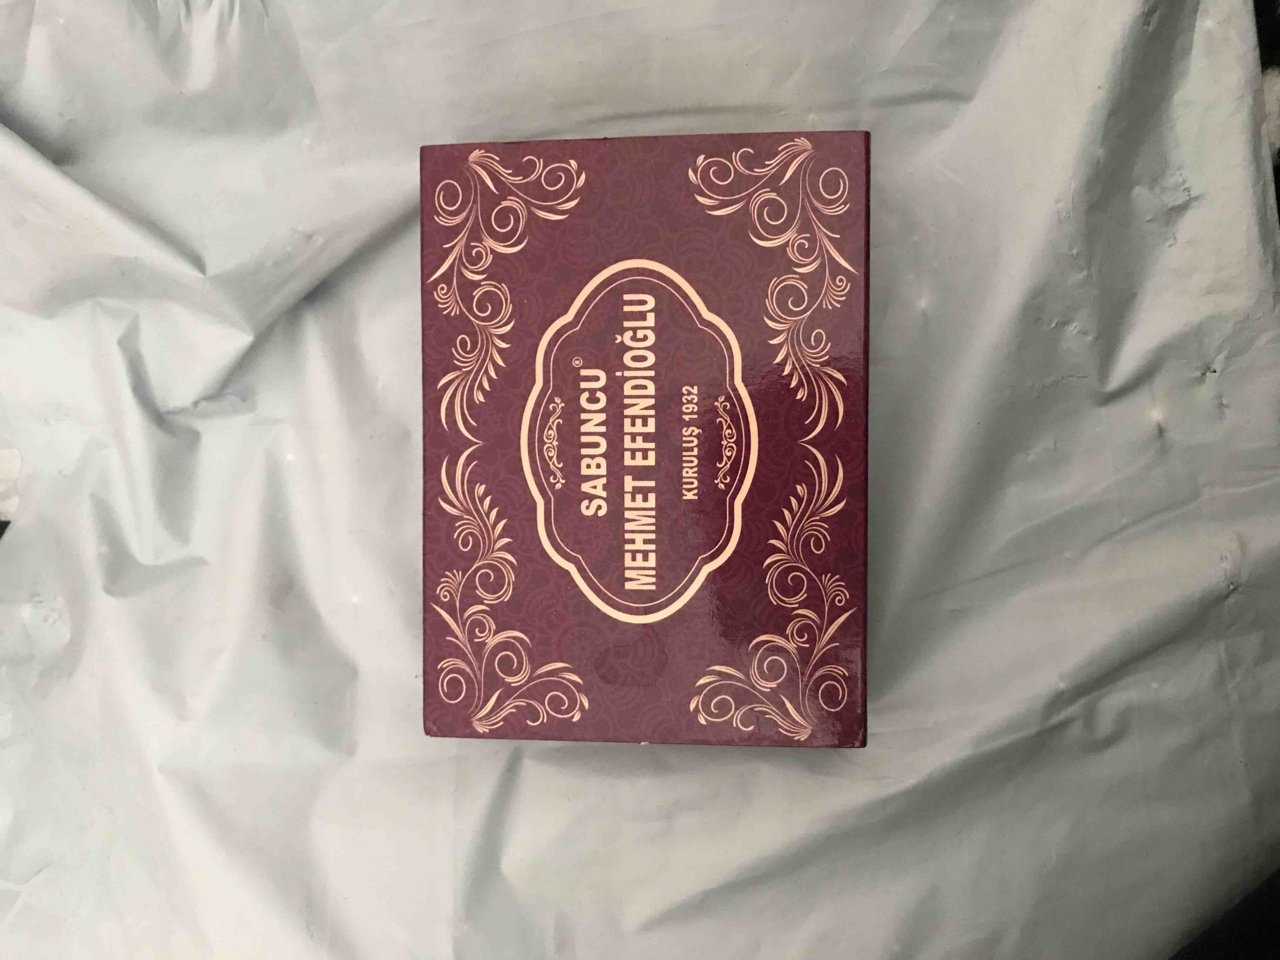 SABUNCU®
MEHMET EFENDİOĞLU
KURULUŞ 1932